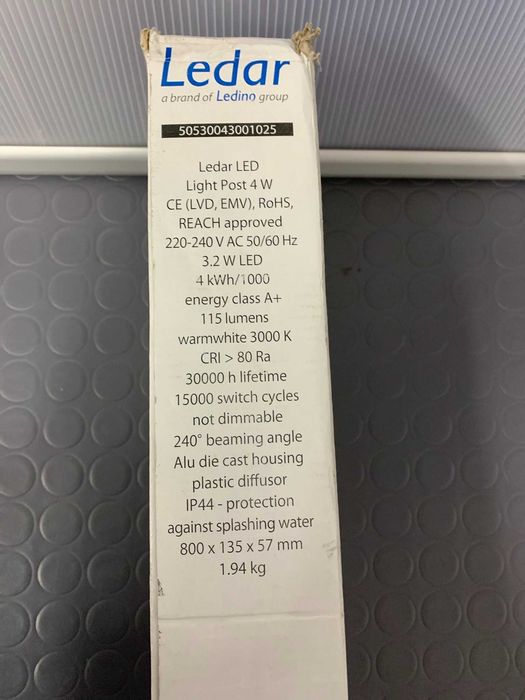 Ledar
a brand of Ledino group
50530043001025
Ledar LED
Light Post 4 W
CE (LVD, EMV), RoHS,
REACH approved
220-240 V AC 50/60 Hz
3.2 W LED
4 kWh/1000
energy class A+
115 lumens
warmwhite 3000 K
CRI > 80 Ra
30000 h lifetime
15000 switch cycles
not dimmable
240° beaming angle
Alu die cast housing
plastic diffusor
IP44 - protection
against splashing water
800 x 135 x 57 mm
1.94 kg